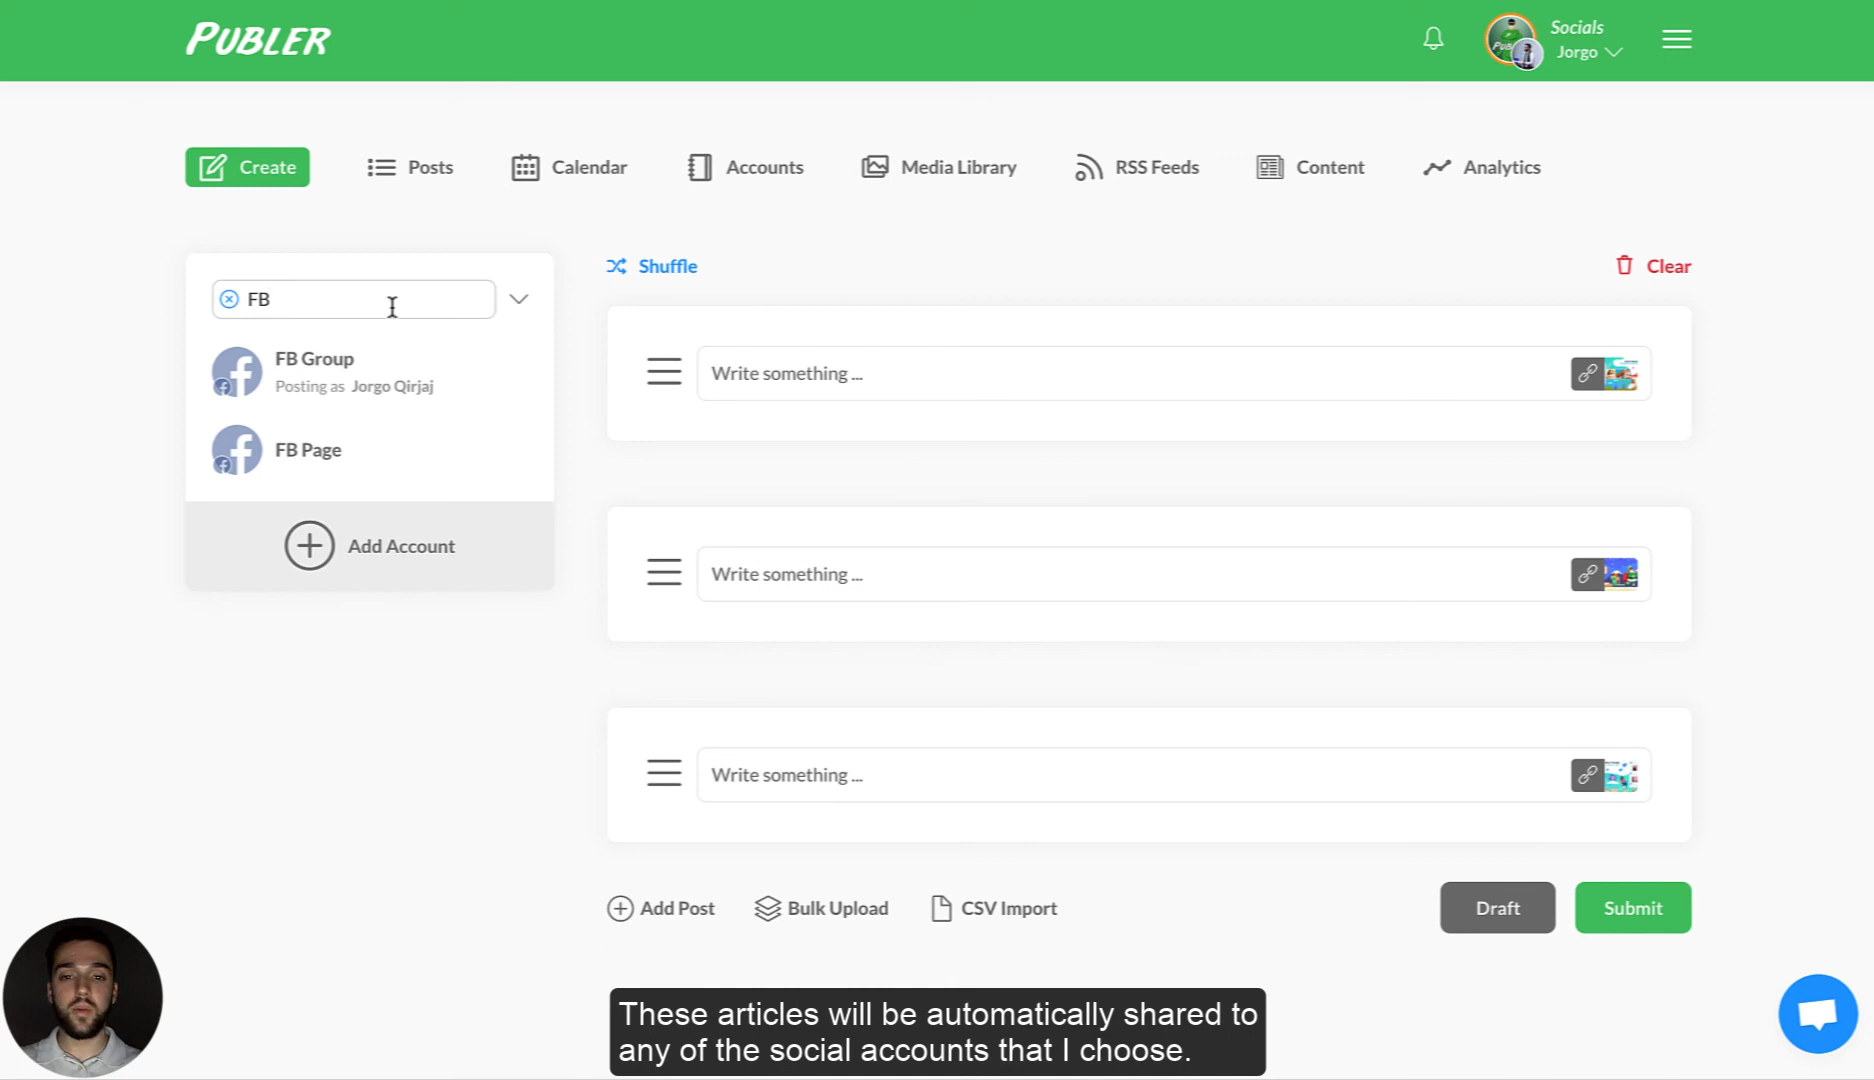 PUBLER
Socials
Jorgo
Create
Posts
Calendar
Accounts
Media Library
RSS Feeds
Content
Analytics
FB
FB Group
Posting as Jorgo Qirjaj
FB Page
Add Account
Shuffle
Clear
Write something ...
Write something ...
Write something ...
Add Post
Bulk Upload
CSV Import
Draft
Submit
These articles will be automatically shared to
any of the social accounts that I choose.